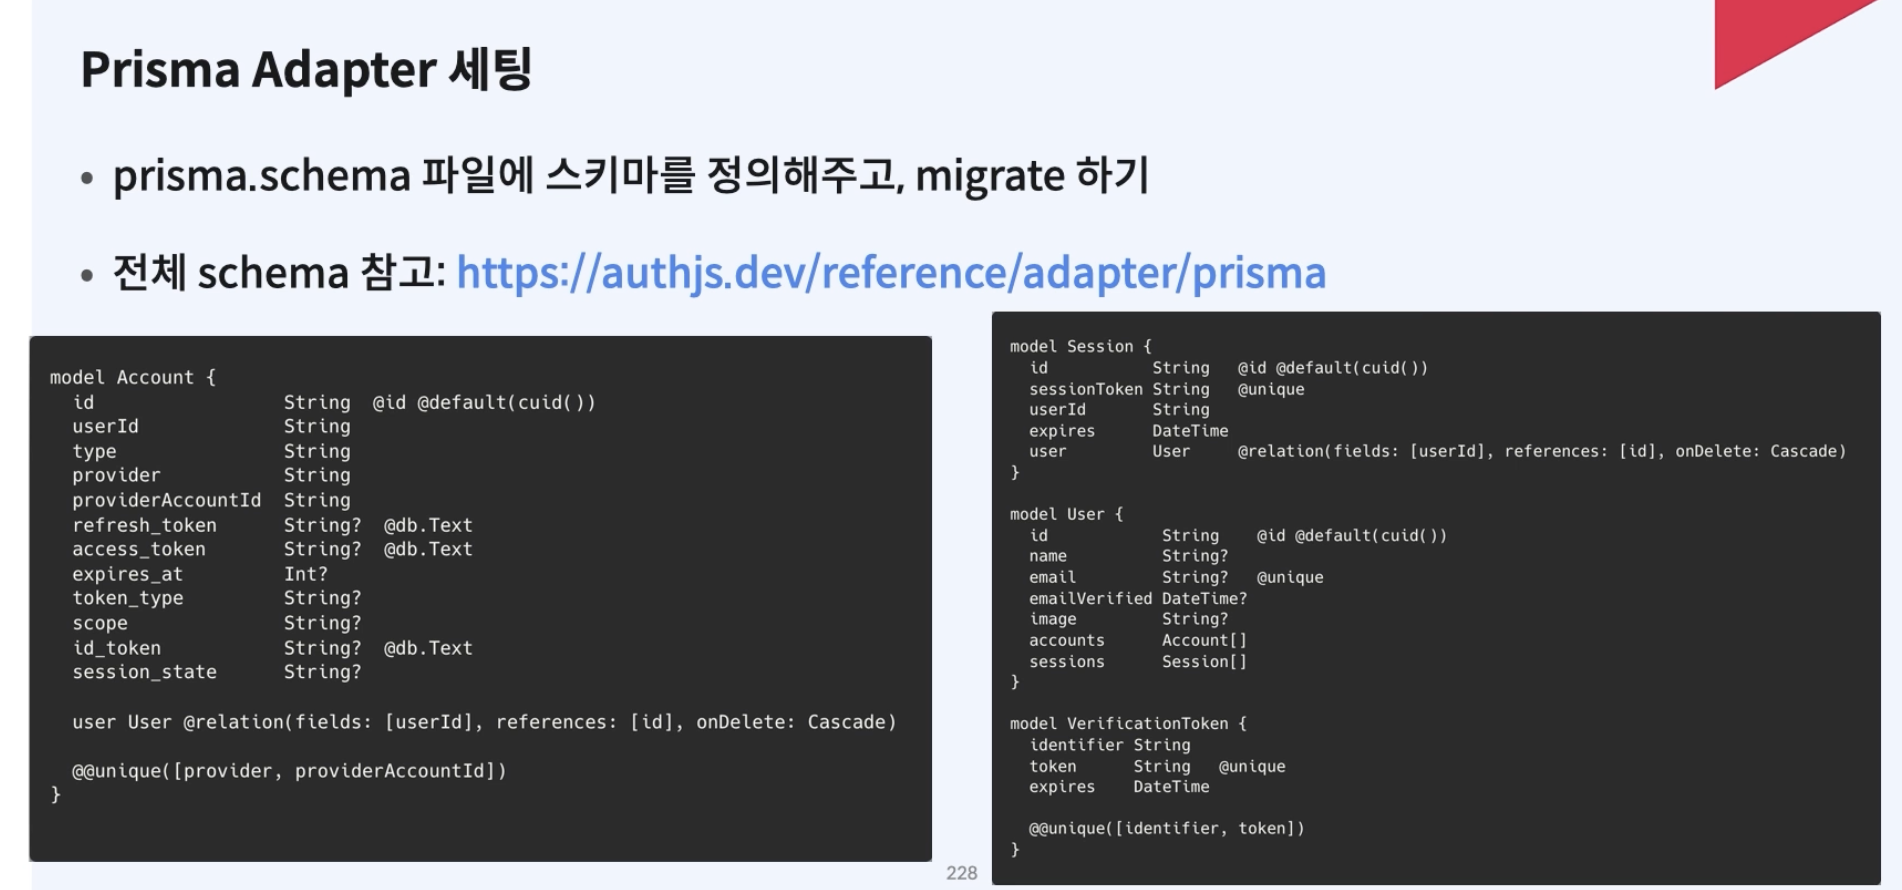 Prisma Adapter 세팅
• prisma.schema 파일에 스키마를 정의해주고, migrate 하기
• 전체 schema 참고: https://authjs.dev/reference/adapter/prisma
model Account {
  id                 String  @id @default(cuid())
  userId             String
  type               String
  provider           String
  providerAccountId  String
  refresh_token      String?  @db.Text
  access_token       String?  @db.Text
  expires_at         Int?
  token_type         String?
  scope              String?
  id_token           String?  @db.Text
  session_state      String?
  user User @relation(fields: [userId], references: [id], onDelete: Cascade)
  @@unique([provider, providerAccountId])
}
model Session {
  id           String   @id @default(cuid())
  sessionToken String   @unique
  userId       String
  expires      DateTime
  user         User     @relation(fields: [userId], references: [id], onDelete: Cascade)
}
model User {
  id            String    @id @default(cuid())
  name          String?
  email         String?   @unique
  emailVerified DateTime?
  image         String?
  accounts      Account[]
  sessions      Session[]
}
model VerificationToken {
  identifier String
  token      String   @unique
  expires    DateTime
  @@unique([identifier, token])
}
228